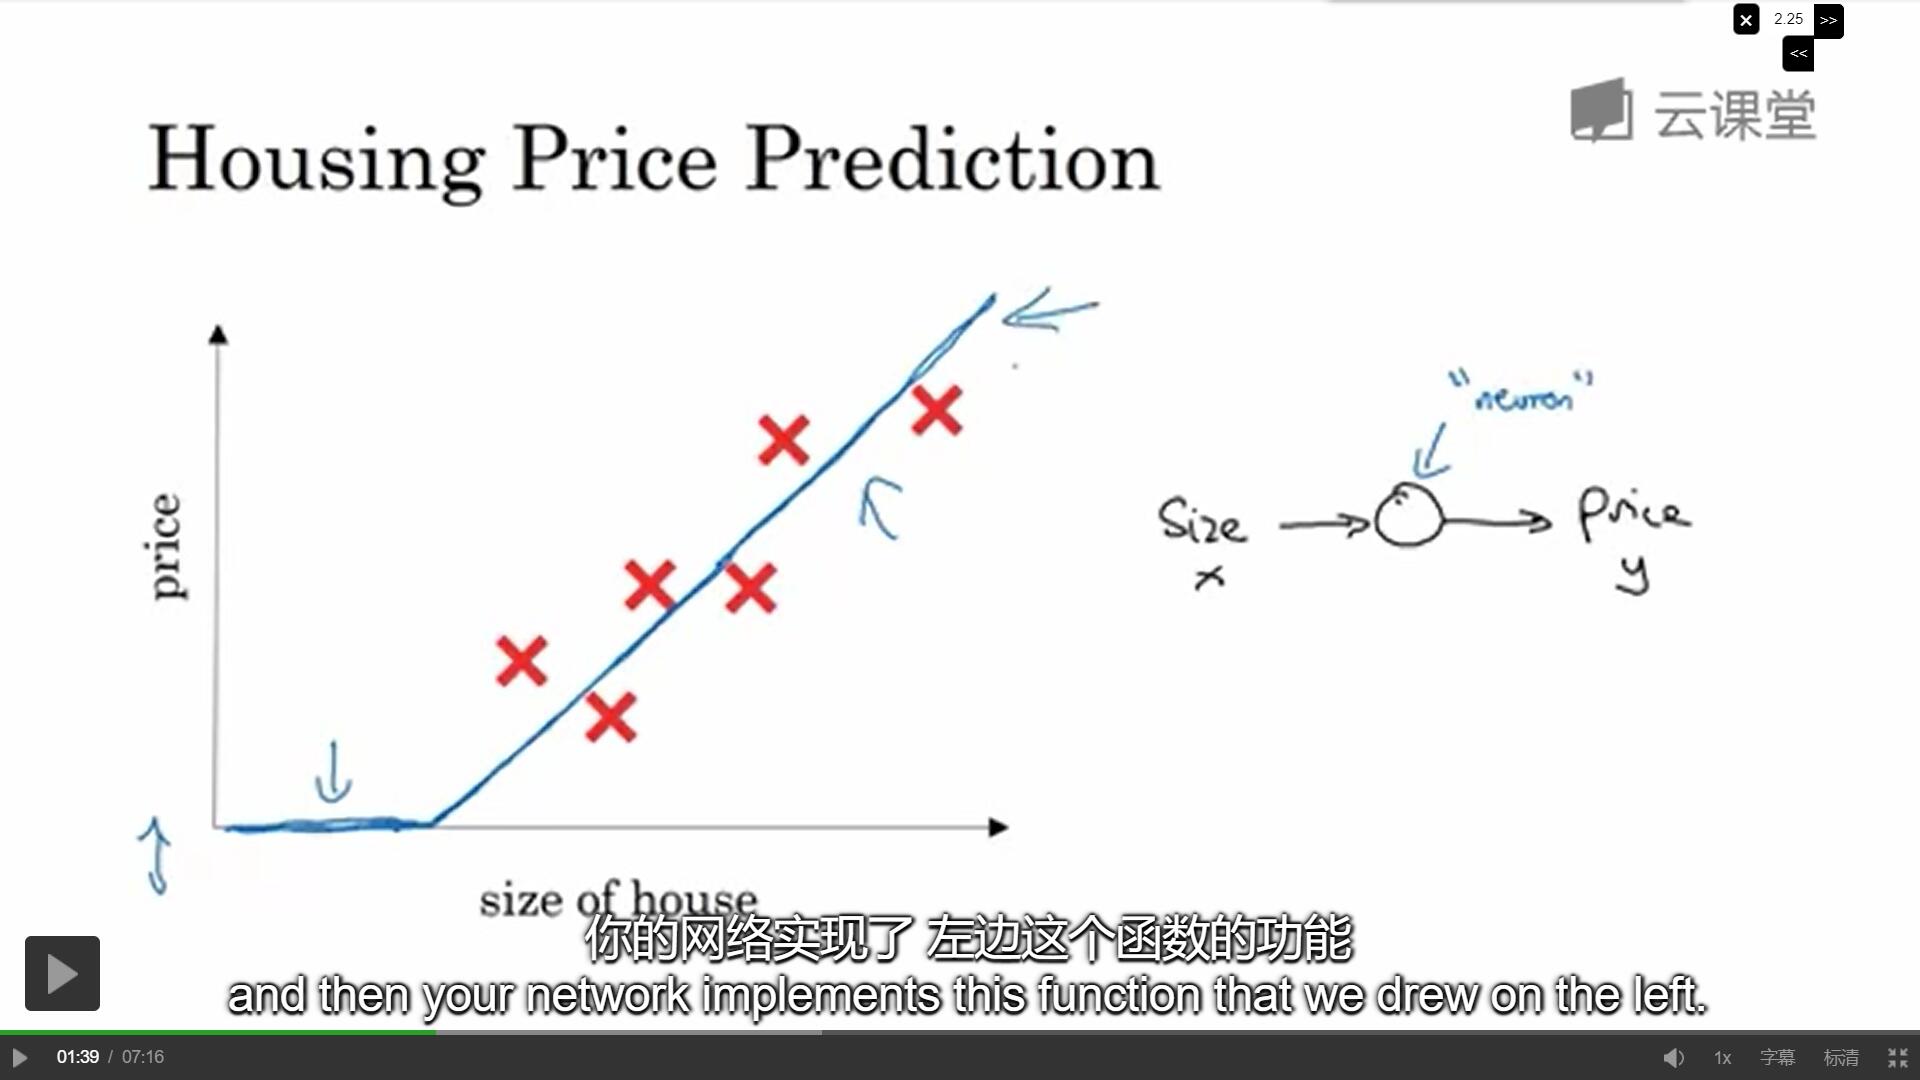 2.25 >>
<<
云课堂
Housing Price Prediction
price
size of house
"neuron"
Size
x
Price
y
你的网络实现了 左边这个函数的功能
and then your network implements this function that we drew on the left.
01:39 / 07:16
1x 字幕 标清